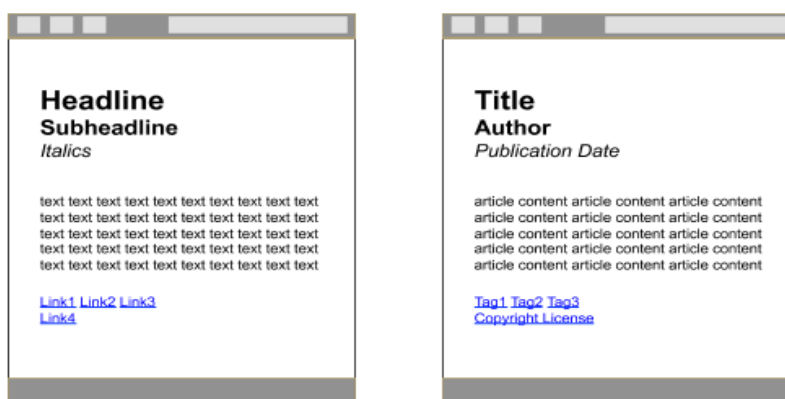 Headline
Subheadline
Italics
text text text text text text text text text text
text text text text text text text text text text
text text text text text text text text text text
text text text text text text text text text text
text text text text text text text text text text
Link1 Link2 Link3
Link4
Title
Author
Publication Date
article content article content article content
article content article content article content
article content article content article content
article content article content article content
article content article content article content
Tag1 Tag2 Tag3
Copyright License